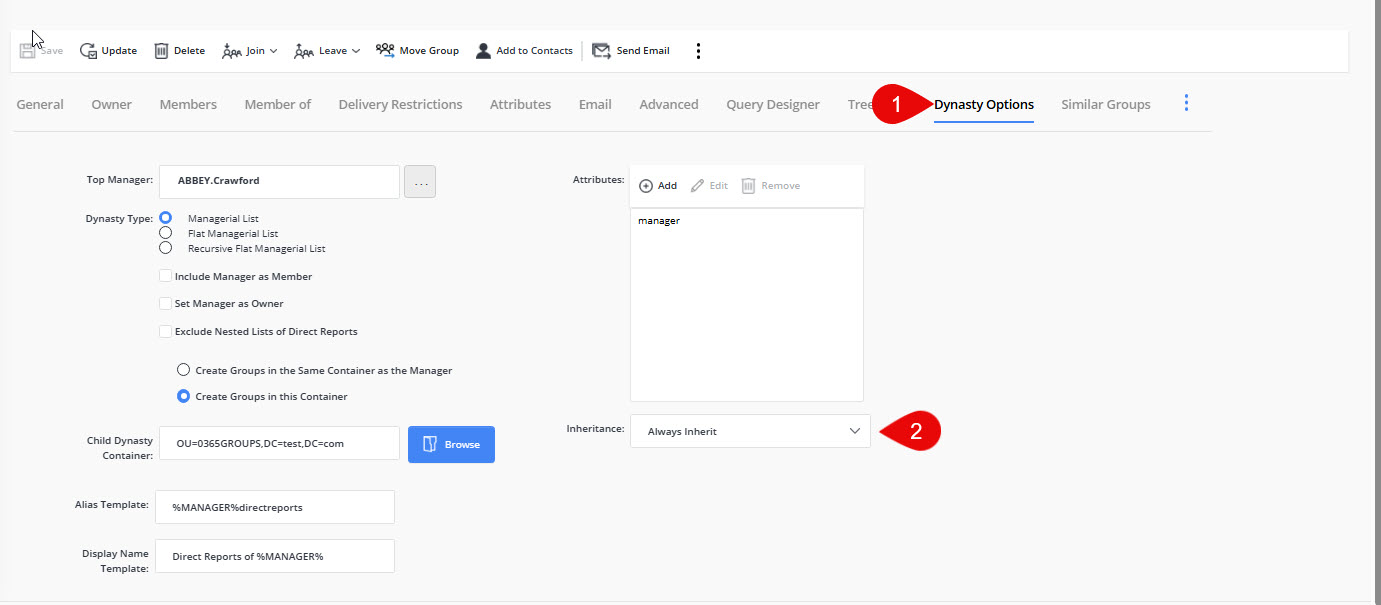 Save Update Delete Join Leave Move Group Add to Contacts Send Email
General Owner Members Member of Delivery Restrictions Attributes Email Advanced Query Designer Tree 1 Dynasty Options Similar Groups
Top Manager: ABBEY.Crawford ...
Attributes: Add Edit Remove
manager
Dynasty Type: Managerial List
Flat Managerial List
Recursive Flat Managerial List
Include Manager as Member
Set Manager as Owner
Exclude Nested Lists of Direct Reports
Create Groups in the Same Container as the Manager
Create Groups in this Container
Inheritance: Always Inherit 2
Child Dynasty
Container: OU=0365GROUPS,DC=test,DC=com Browse
Alias Template: %MANAGER%directreports
Display Name
Template: Direct Reports of %MANAGER%